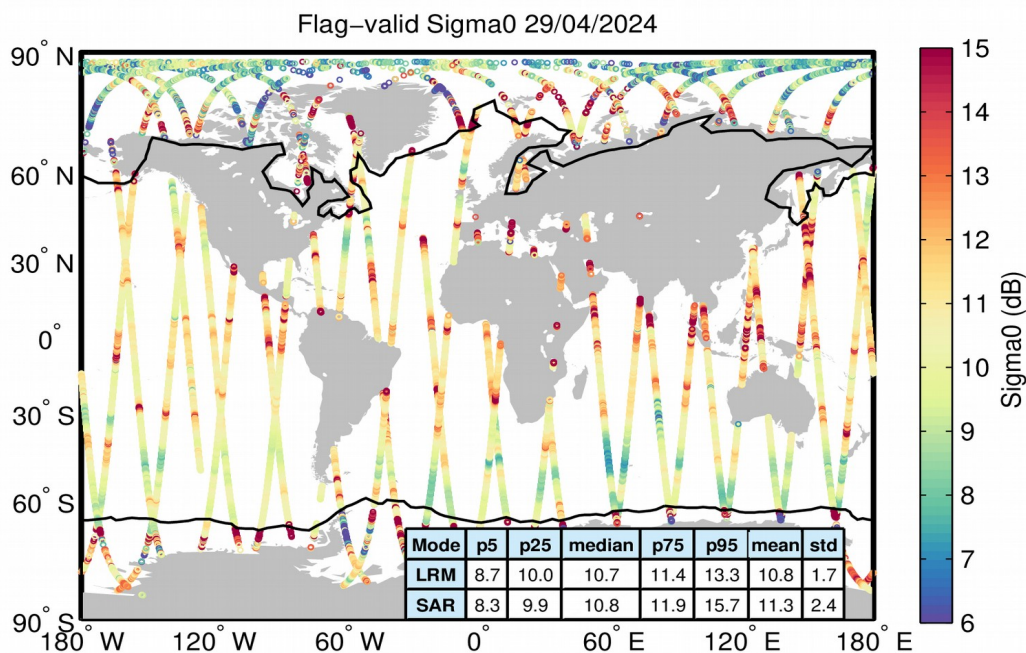 Flag−valid Sigma0 29/04/2024
90° N
60° N
30° N
0°
30° S
60° S
90° S
180° W
120° W
60° W
0°
60° E
120° E
180° E
Mode p5 p25 median p75 p95 mean std
LRM 8.7 10.0 10.7 11.4 13.3 10.8 1.7
SAR 8.3 9.9 10.8 11.9 15.7 11.3 2.4
15
14
13
12
11
10
9
8
7
6
Sigma0 (dB)